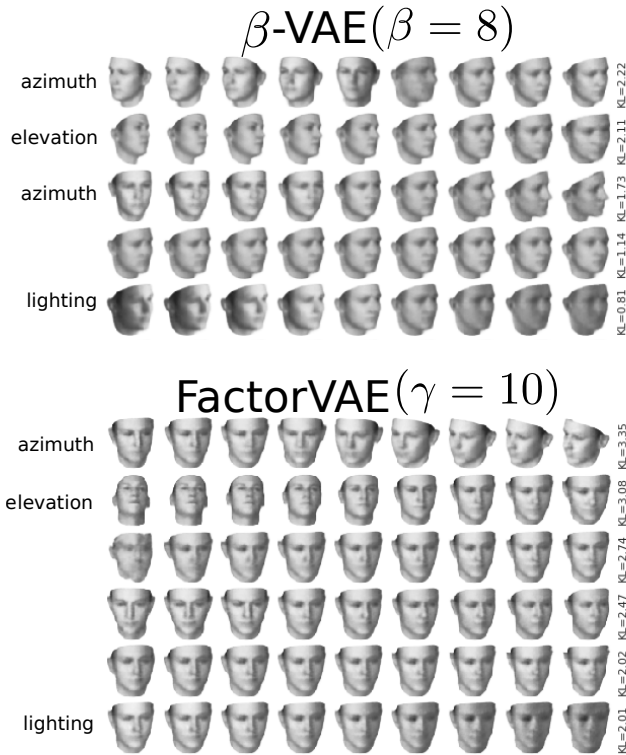 β-VAE(β = 8)
azimuth KL=2.22
elevation KL=2.11
azimuth KL=1.73
KL=1.14
lighting KL=0.81
FactorVAE(γ = 10)
azimuth KL=3.35
elevation KL=3.08
KL=2.74
KL=2.47
KL=2.02
lighting KL=2.01